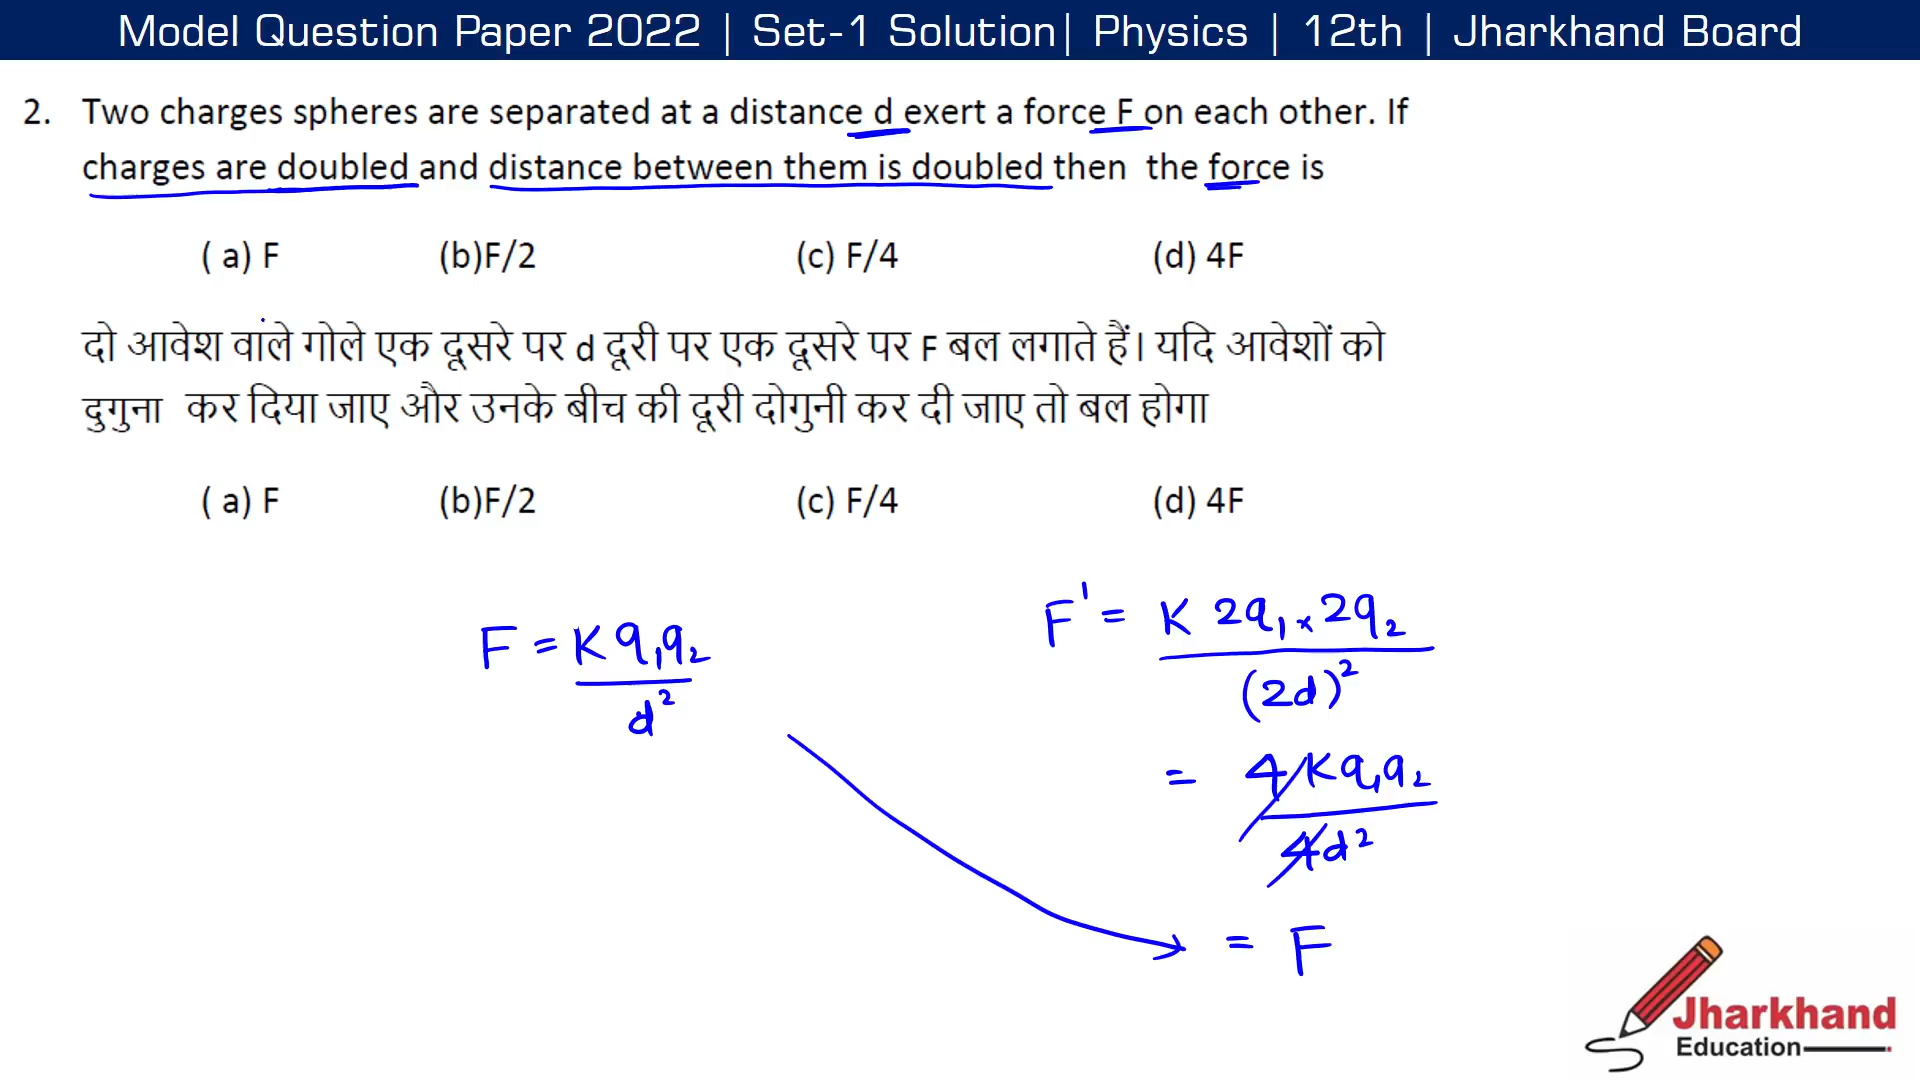 Model Question Paper 2022 | Set-1 Solution| Physics | 12th | Jharkhand Board
2. Two charges spheres are separated at a distance d exert a force F on each other. If
charges are doubled and distance between them is doubled then the force is
( a) F (b)F/2 (c) F/4 (d) 4F
दो आवेश वाले गोले एक दूसरे पर d दूरी पर एक दूसरे पर F बल लगाते हैं। यदि आवेशों को
दुगुना कर दिया जाए और उनके बीच की दूरी दोगुनी कर दी जाए तो बल होगा
( a) F (b)F/2 (c) F/4 (d) 4F
F = K q₁q₂
d²
F' = K 2q₁ × 2q₂
(2d)²
= 4 K q₁q₂
4d²
= F
Jharkhand
Education